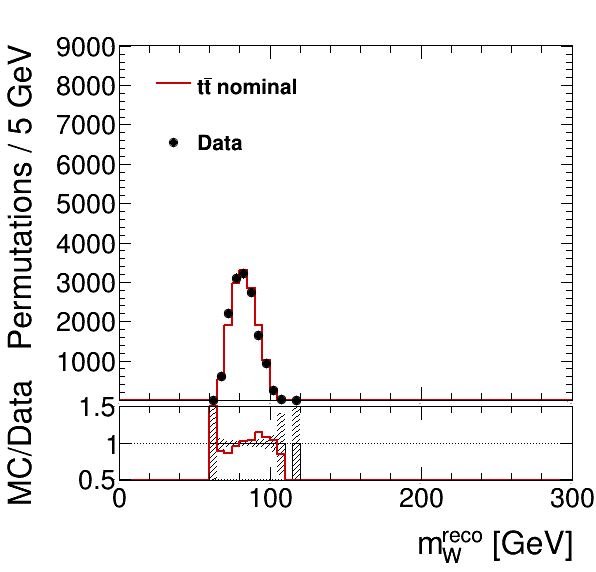 Permutations / 5 GeV
9000
8000
7000
6000
5000
4000
3000
2000
1000
tt̄ nominal
Data
MC/Data
1.5
1
0.5
0 100 200 300
m_W^reco [GeV]